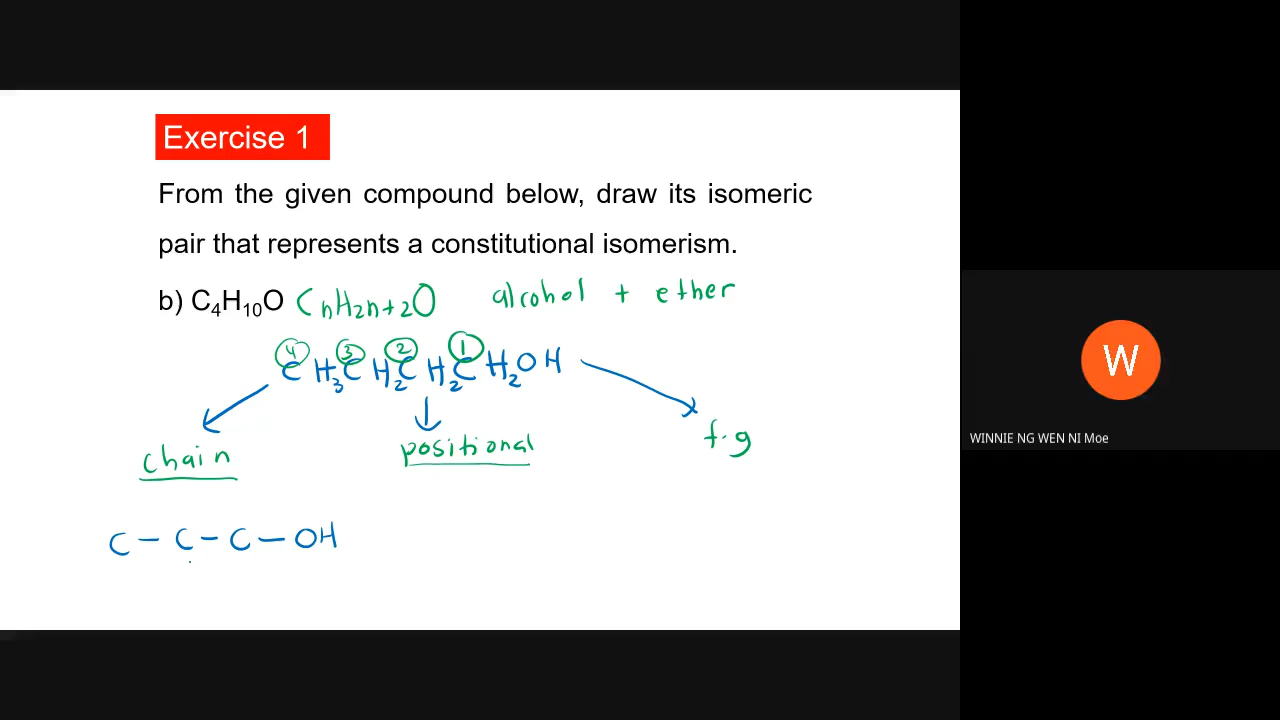 Exercise 1
From the given compound below, draw its isomeric
pair that represents a constitutional isomerism.
b) C₄H₁₀O CₙH₂ₙ₊₂O alcohol + ether
4 3 2 1
CH₃CH₂CH₂CH₂OH
chain positional f.g
C – C – C – OH
W
WINNIE NG WEN NI Moe